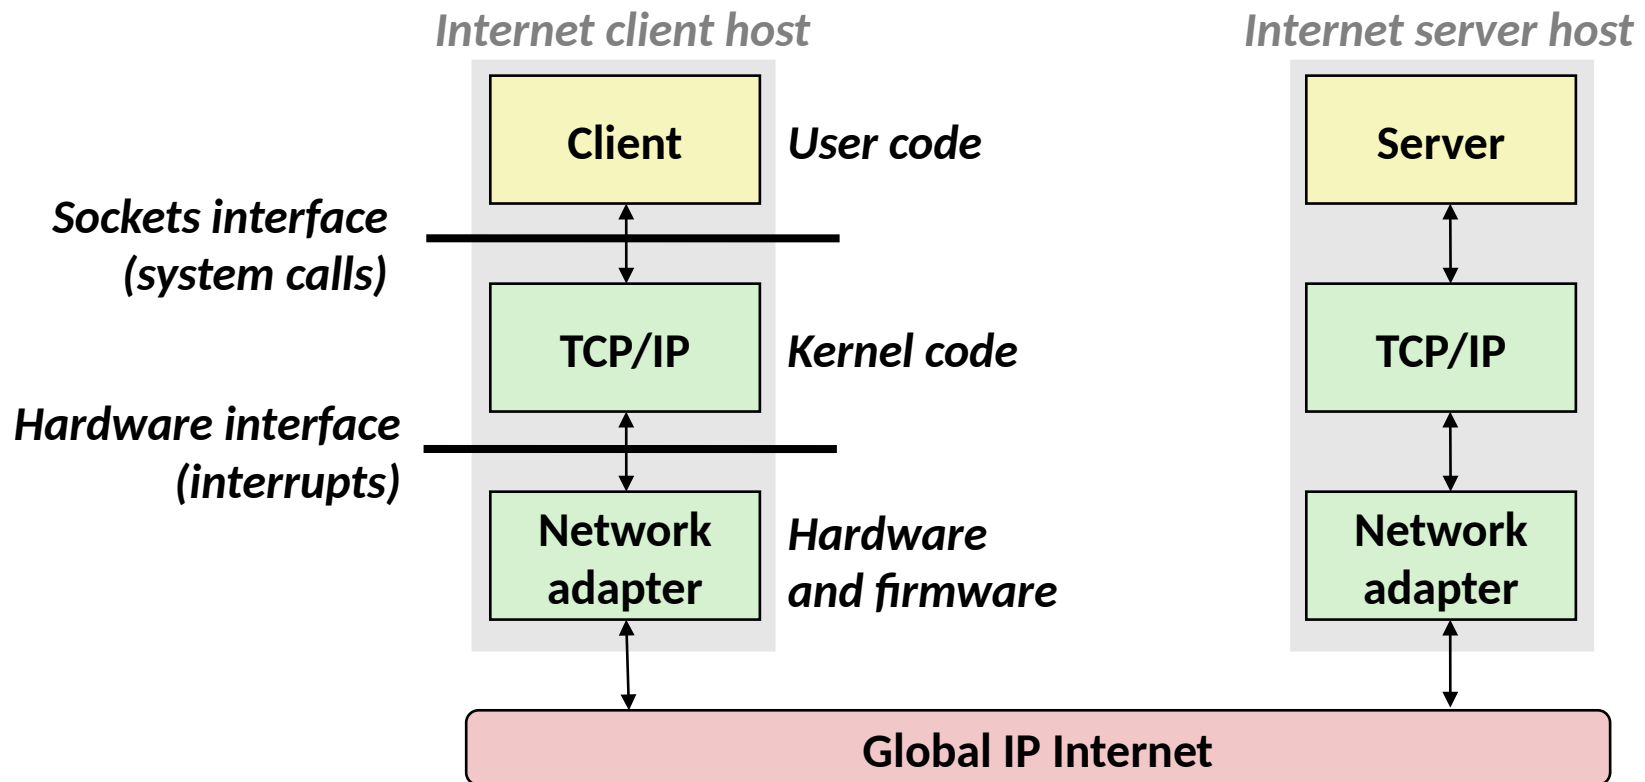 Internet client host
Internet server host
Client
User code
Server
Sockets interface
(system calls)
TCP/IP
Kernel code
TCP/IP
Hardware interface
(interrupts)
Network
adapter
Hardware
and firmware
Network
adapter
Global IP Internet